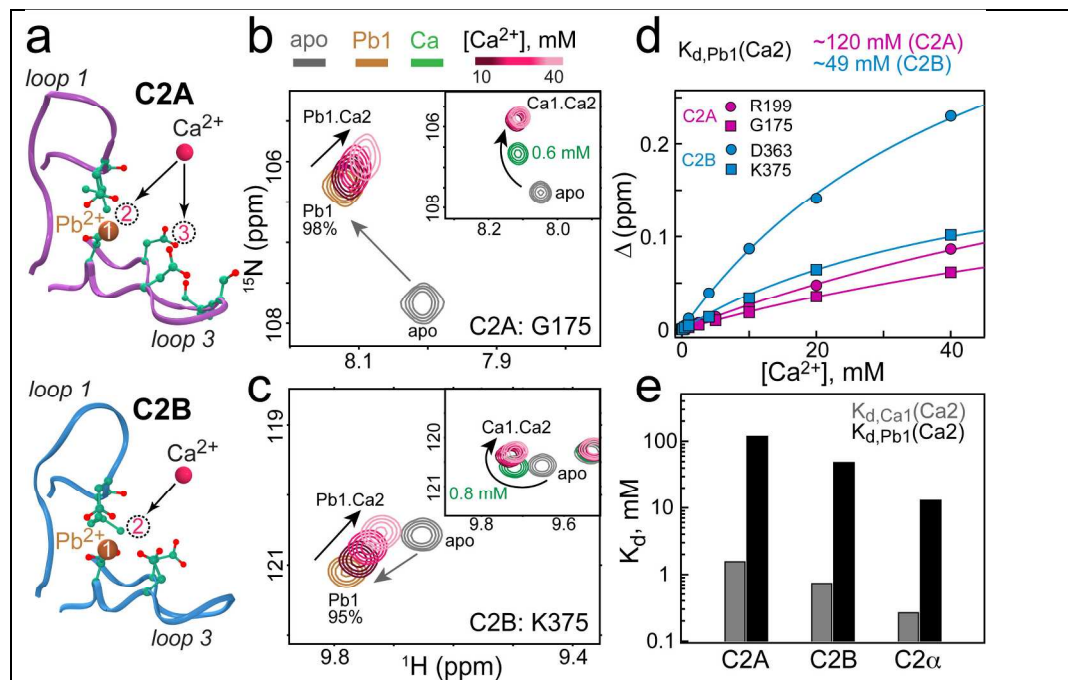 a
loop 1
C2A
Ca2+
2
Pb2+
1
3
loop 3
loop 1
C2B
Ca2+
2
Pb2+
1
loop 3
b
apo
Pb1
Ca
[Ca2+], mM
10
40
Pb1.Ca2
106
Pb1
98%
108
apo
C2A: G175
8.1
7.9
15N (ppm)
Ca1.Ca2
106
0.6 mM
apo
108
8.2
8.0
c
119
Pb1.Ca2
121
apo
Pb1
95%
C2B: K375
9.8
1H (ppm)
9.4
120
Ca1.Ca2
apo
121
0.8 mM
9.8
9.6
d
Kd,Pb1(Ca2)
~120 mM (C2A)
~49 mM (C2B)
C2A
R199
G175
C2B
D363
K375
Δ (ppm)
0.2
0.1
0
0
20
40
[Ca2+], mM
e
Kd,Ca1(Ca2)
Kd,Pb1(Ca2)
Kd, mM
100
10
1
0.1
C2A
C2B
C2α